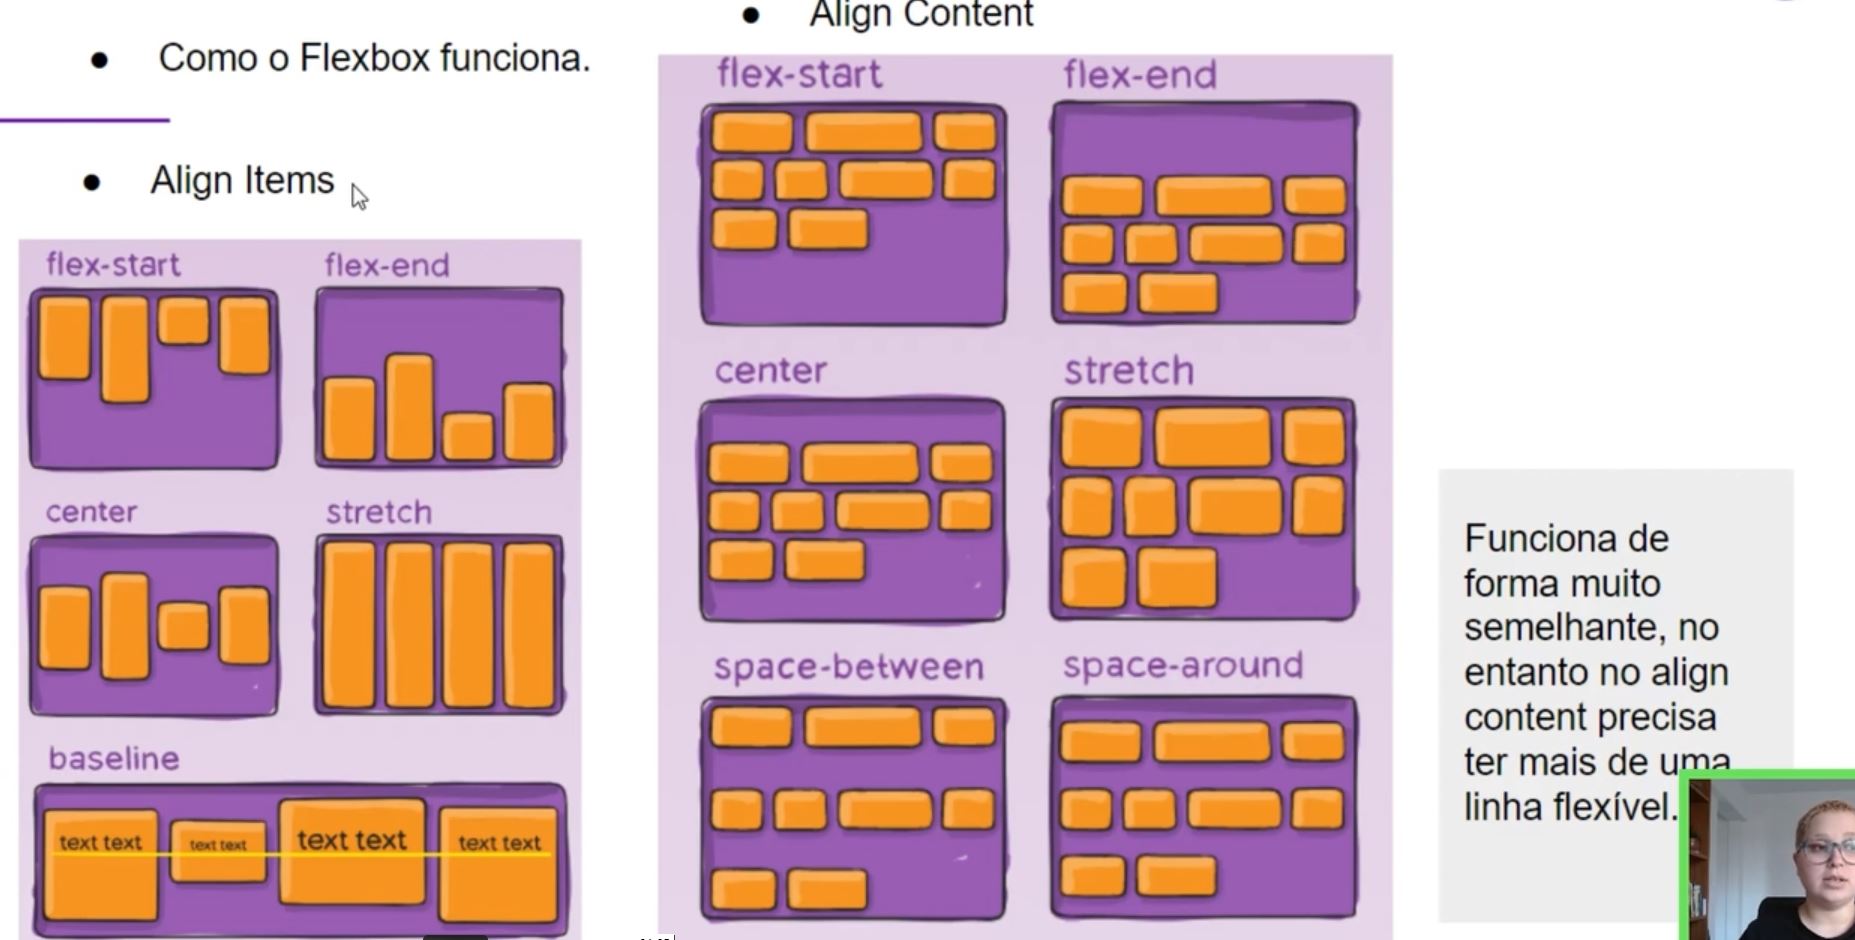 Como o Flexbox funciona.
Align Items
flex-start
flex-end
center
stretch
baseline
text text
text text
text text
text text
Align Content
flex-start
flex-end
center
stretch
space-between
space-around
Funciona de
forma muito
semelhante, no
entanto no align
content precisa
ter mais de uma
linha flexível.